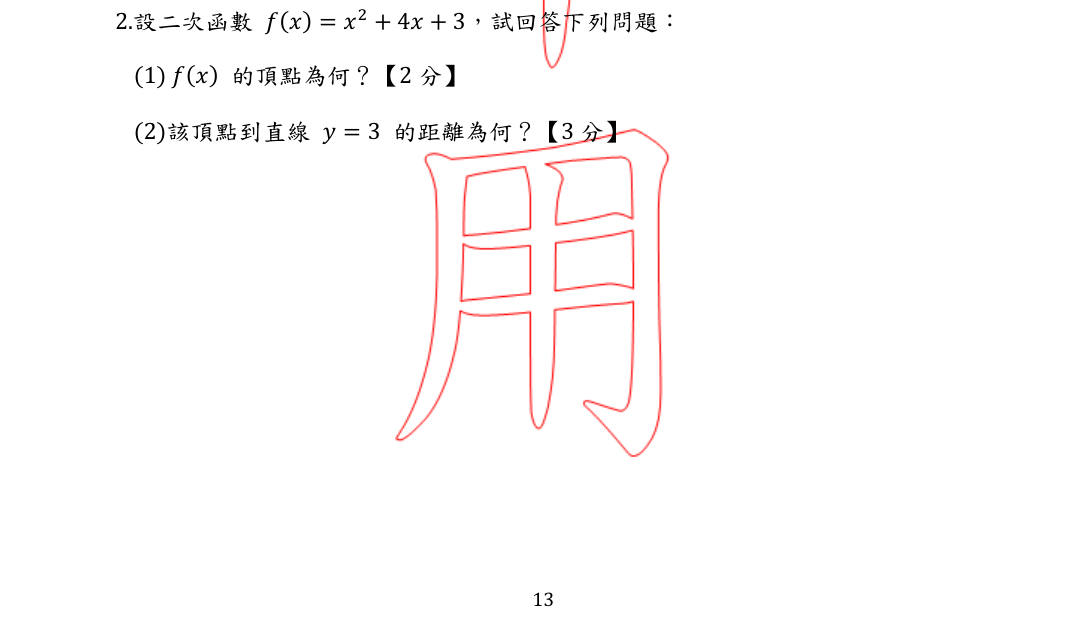 2.設二次函數 f(x) = x² + 4x + 3，試回答下列問題：
(1) f(x) 的頂點為何？【2 分】
(2)該頂點到直線 y = 3 的距離為何？【3 分】
用
13